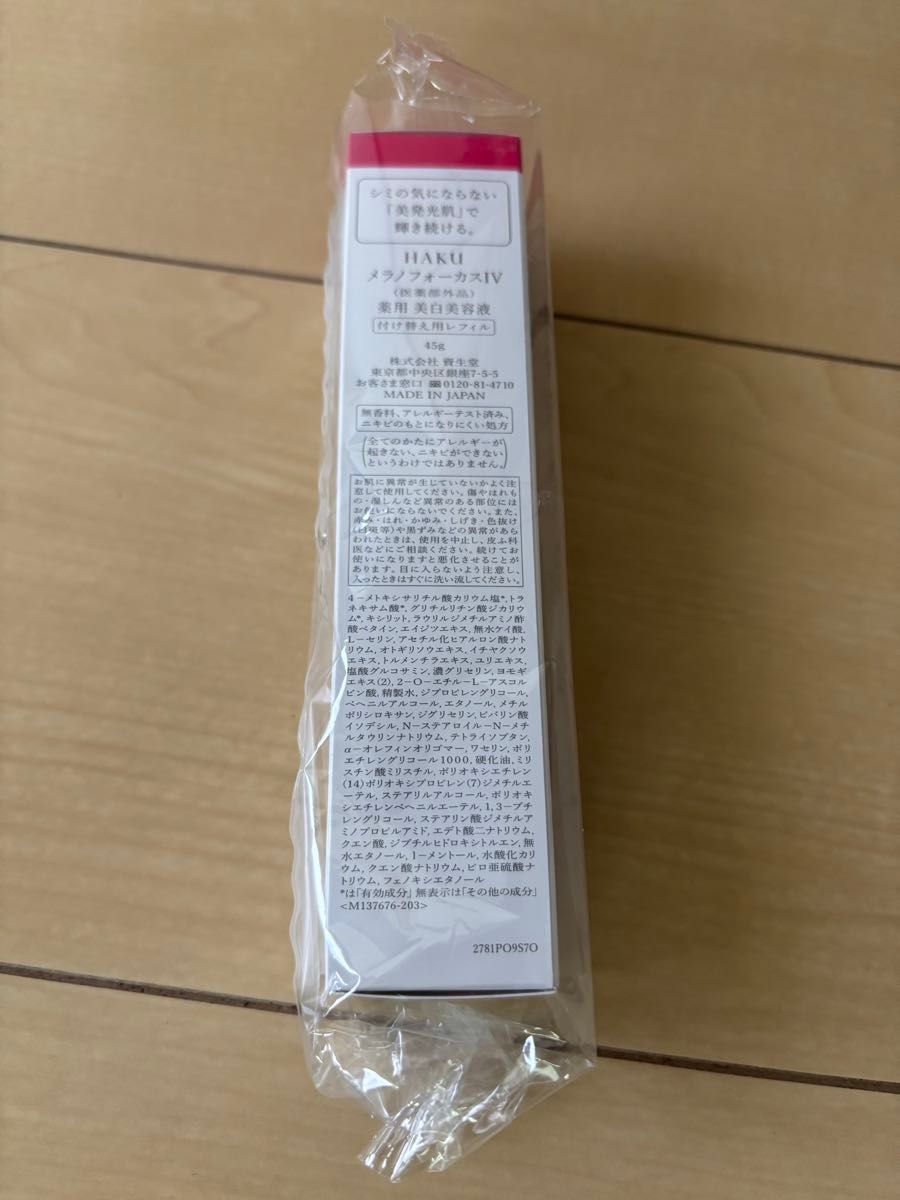 シミの気にならない
「美発光肌」で
輝き続ける。
HAKU
メラノフォーカスIV
(医薬部外品)
薬用 美白美容液
付け替え用レフィル
45g
株式会社 資生堂
東京都中央区銀座7-5-5
お客さま窓口 0120-81-4710
MADE IN JAPAN
無香料、アレルギーテスト済み、
ニキビのもとになりにくい処方
(全てのかたにアレルギーが
起きない、ニキビができない
というわけではありません。)
お肌に異常が生じていないかよく注
意して使用してください。傷やはれも
の・湿しんなど異常のある部位には
お使いにならないでください。また、
赤み・はれ・かゆみ・しげき・色抜け
(白斑等)や黒ずみなどの異常があら
われたときは、使用を中止し、皮ふ科
医などにご相談ください。続けてお
使いになりますと悪化させることが
あります。目に入らないよう注意し、
入ったときはすぐに洗い流してください。
4-メトキシサリチル酸カリウム塩*,トラ
ネキサム酸*,グリチルリチン酸ジカリウ
ム*,キシリット,ラウリルジメチルアミノ酢
酸ベタイン,エイジツエキス,無水ケイ酸,
L-セリン,アセチル化ヒアルロン酸ナト
リウム,オトギリソウエキス,イチヤクソウ
エキス,トルメンチラエキス,ユリエキス,
塩酸グルコサミン,濃グリセリン,ヨモギ
エキス(2),2-O-エチル-L-アスコル
ビン酸,精製水,ジプロピレングリコール,
ベヘニルアルコール,エタノール,メチル
ポリシロキサン,ジグリセリン,ピバリン酸
イソデシル,N-ステアロイル-N-メチ
ルタウリンナトリウム,テトライソブタン,
α-オレフィンオリゴマー,ワセリン,ポリ
エチレングリコール1000,硬化油,ミリ
スチン酸ミリスチル,ポリオキシエチレン
(14)ポリオキシプロピレン(7)ジメチルエ
ーテル,ステアリルアルコール,ポリオキ
シエチレンベヘニルエーテル,1,3-ブチ
レングリコール,ステアリン酸ジメチルア
ミノプロピルアミド,エデト酸二ナトリウム,
クエン酸,ジブチルヒドロキシトルエン,無
水エタノール,l-メントール,水酸化カリ
ウム,クエン酸ナトリウム,ピロ亜硫酸ナ
トリウム,フェノキシエタノール
*は「有効成分」無表示は「その他の成分」
<M137676-203>
2781PO9S7O